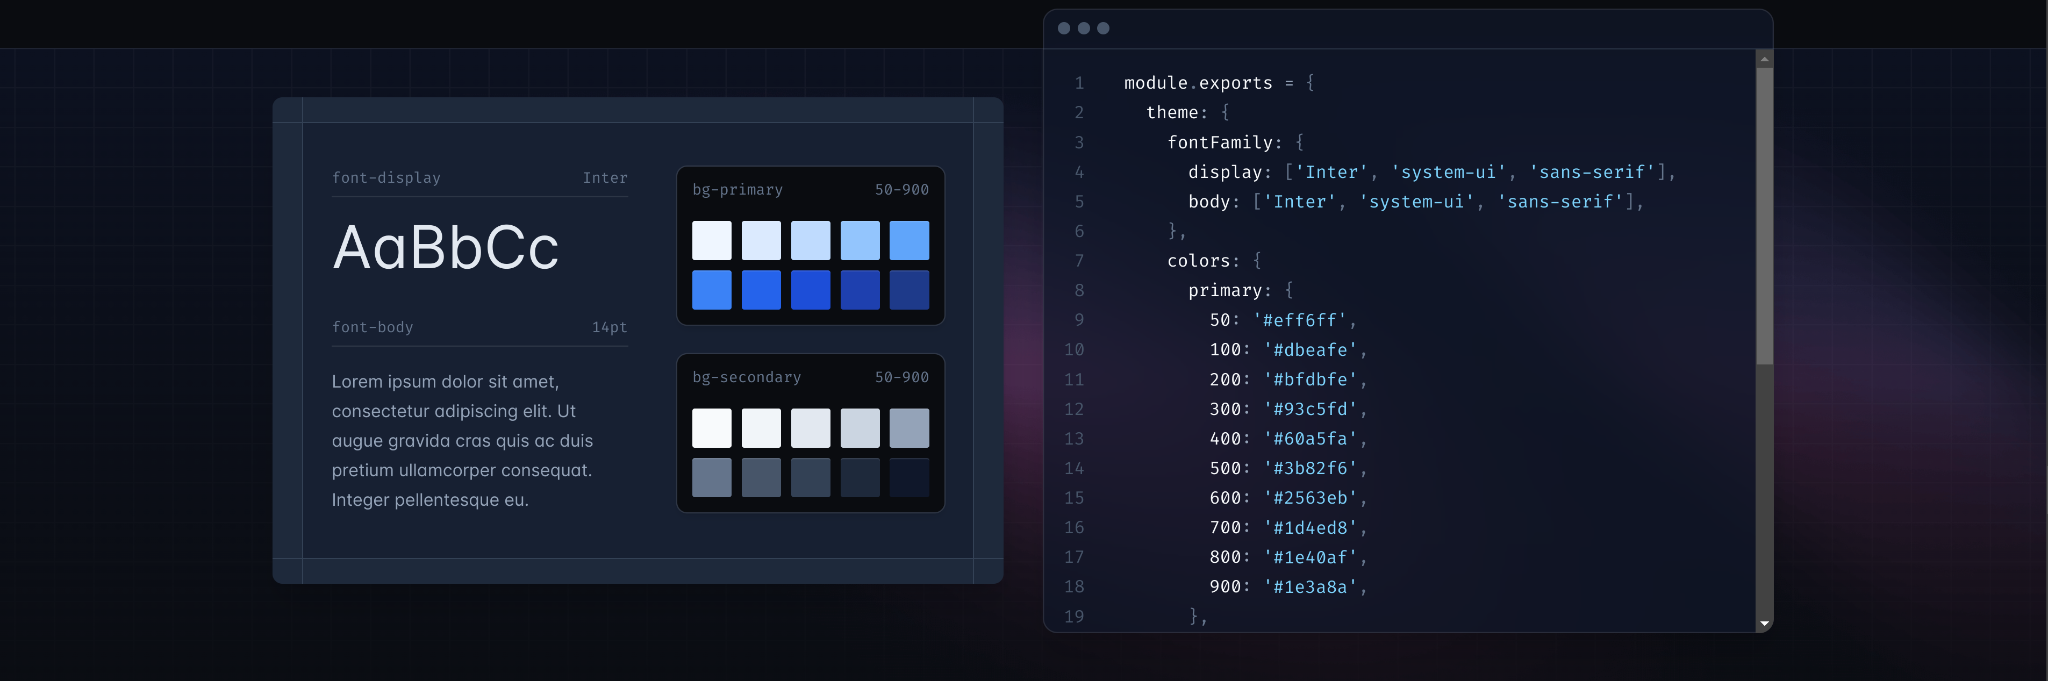 font-display Inter
AaBbCc
font-body 14pt
Lorem ipsum dolor sit amet,
consectetur adipiscing elit. Ut
augue gravida cras quis ac duis
pretium ullamcorper consequat.
Integer pellentesque eu.
bg-primary 50-900
bg-secondary 50-900
1 module.exports = {
2 theme: {
3 fontFamily: {
4 display: ['Inter', 'system-ui', 'sans-serif'],
5 body: ['Inter', 'system-ui', 'sans-serif'],
6 },
7 colors: {
8 primary: {
9 50: '#eff6ff',
10 100: '#dbeafe',
11 200: '#bfdbfe',
12 300: '#93c5fd',
13 400: '#60a5fa',
14 500: '#3b82f6',
15 600: '#2563eb',
16 700: '#1d4ed8',
17 800: '#1e40af',
18 900: '#1e3a8a',
19 },